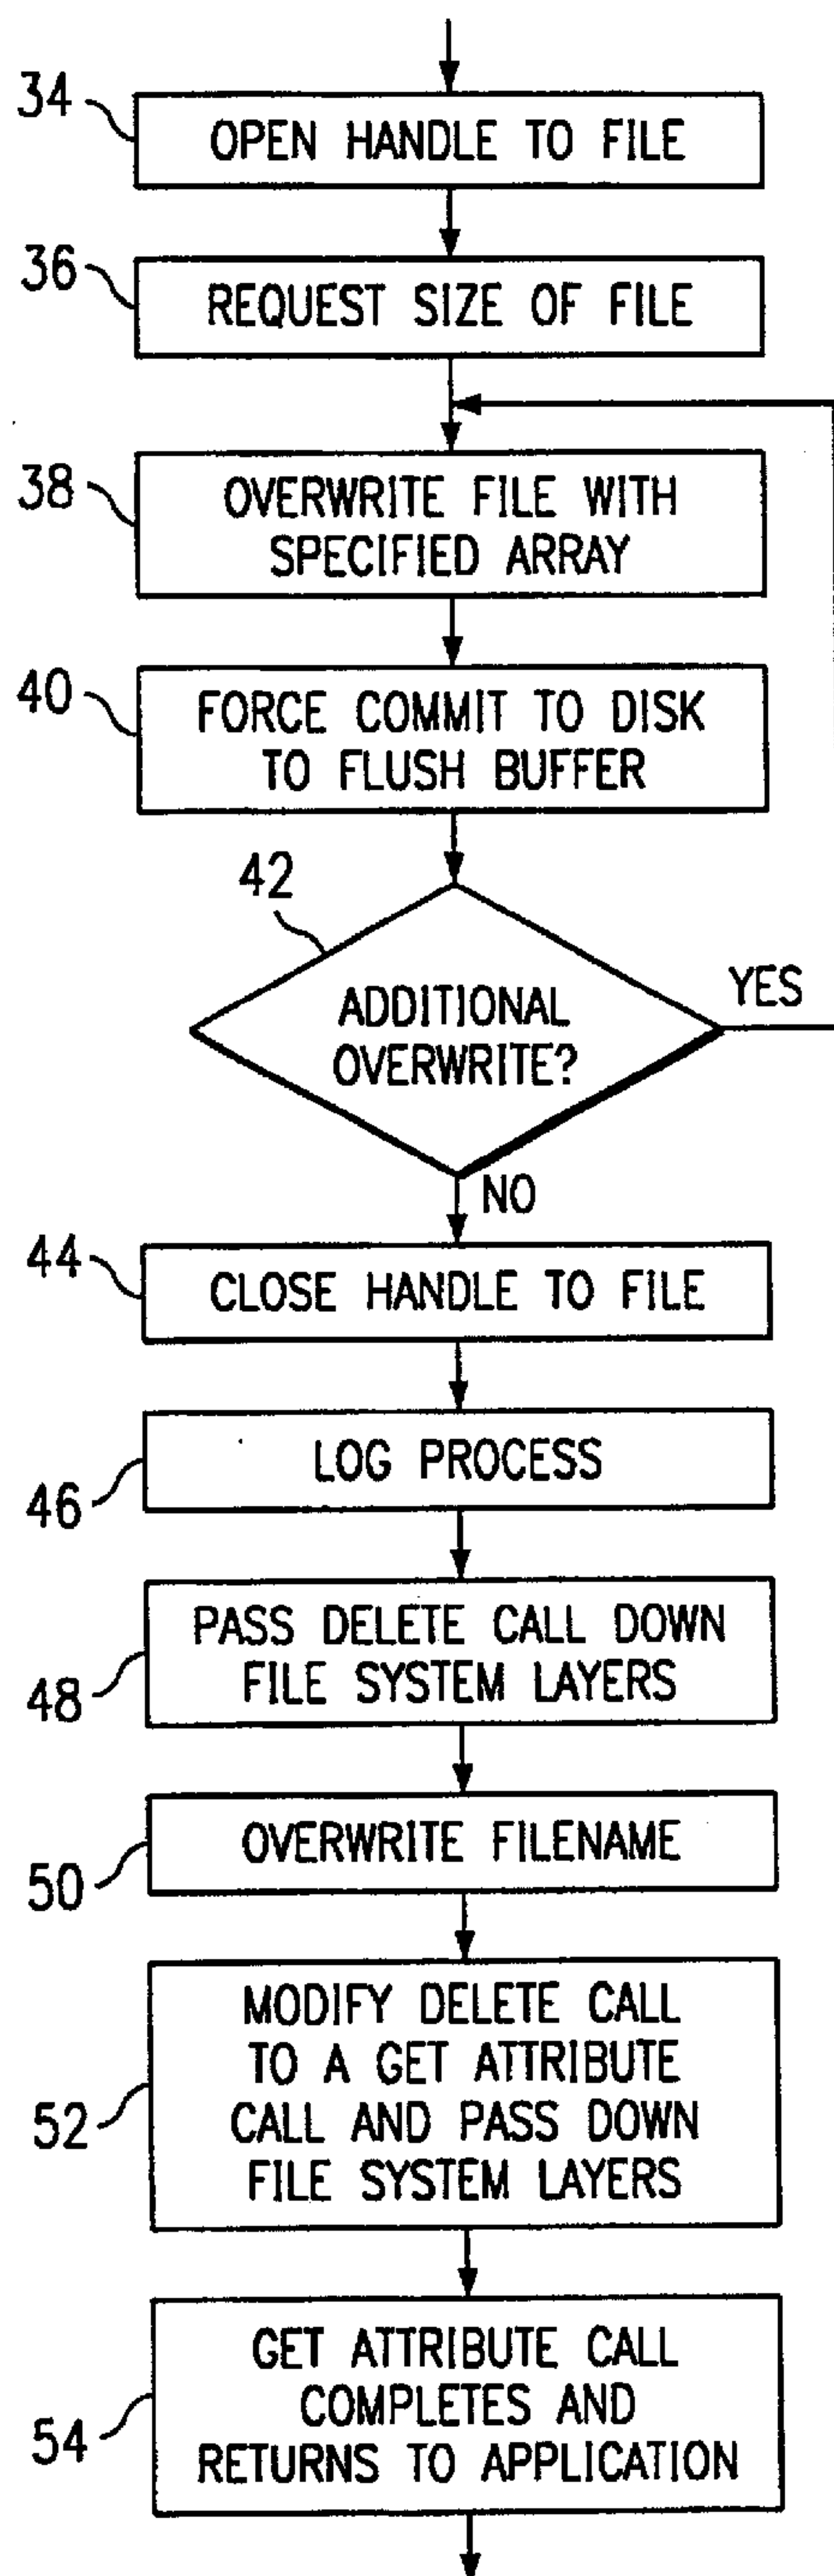 34
OPEN HANDLE TO FILE
36
REQUEST SIZE OF FILE
38
OVERWRITE FILE WITH
SPECIFIED ARRAY
40
FORCE COMMIT TO DISK
TO FLUSH BUFFER
42
ADDITIONAL
OVERWRITE?
YES
NO
44
CLOSE HANDLE TO FILE
46
LOG PROCESS
48
PASS DELETE CALL DOWN
FILE SYSTEM LAYERS
50
OVERWRITE FILENAME
52
MODIFY DELETE CALL
TO A GET ATTRIBUTE
CALL AND PASS DOWN
FILE SYSTEM LAYERS
54
GET ATTRIBUTE CALL
COMPLETES AND
RETURNS TO APPLICATION